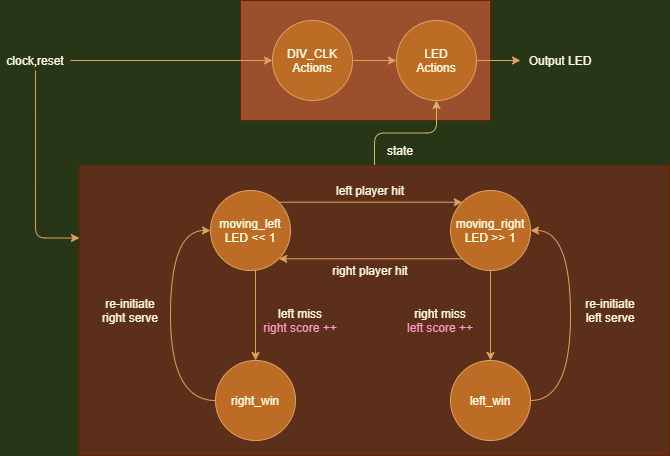 DIV_CLK
Actions
LED
Actions
clock,reset
Output LED
state
left player hit
moving_left
LED << 1
moving_right
LED >> 1
right player hit
re-initiate
right serve
left miss
right score ++
right miss
left score ++
re-initiate
left serve
right_win
left_win